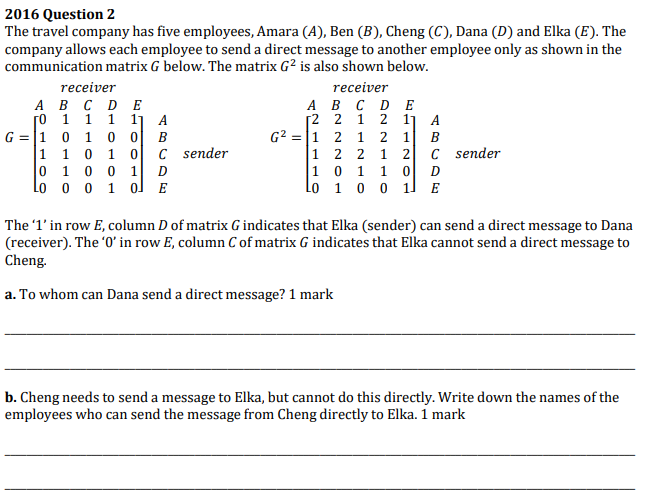 2016 Question 2
The travel company has five employees, Amara (A), Ben (B), Cheng (C), Dana (D) and Elka (E). The
company allows each employee to send a direct message to another employee only as shown in the
communication matrix G below. The matrix G² is also shown below.
receiver
A B C D E
0 1 1 1 1 A
G = 1 0 1 0 0 B
1 1 0 1 0 C sender
0 1 0 0 1 D
0 0 0 1 0 E
receiver
A B C D E
2 2 1 2 1 A
G² = 1 2 1 2 1 B
1 2 2 1 2 C sender
1 0 1 1 0 D
0 1 0 0 1 E
The ‘1’ in row E, column D of matrix G indicates that Elka (sender) can send a direct message to Dana
(receiver). The ‘0’ in row E, column C of matrix G indicates that Elka cannot send a direct message to
Cheng.
a. To whom can Dana send a direct message? 1 mark
b. Cheng needs to send a message to Elka, but cannot do this directly. Write down the names of the
employees who can send the message from Cheng directly to Elka. 1 mark